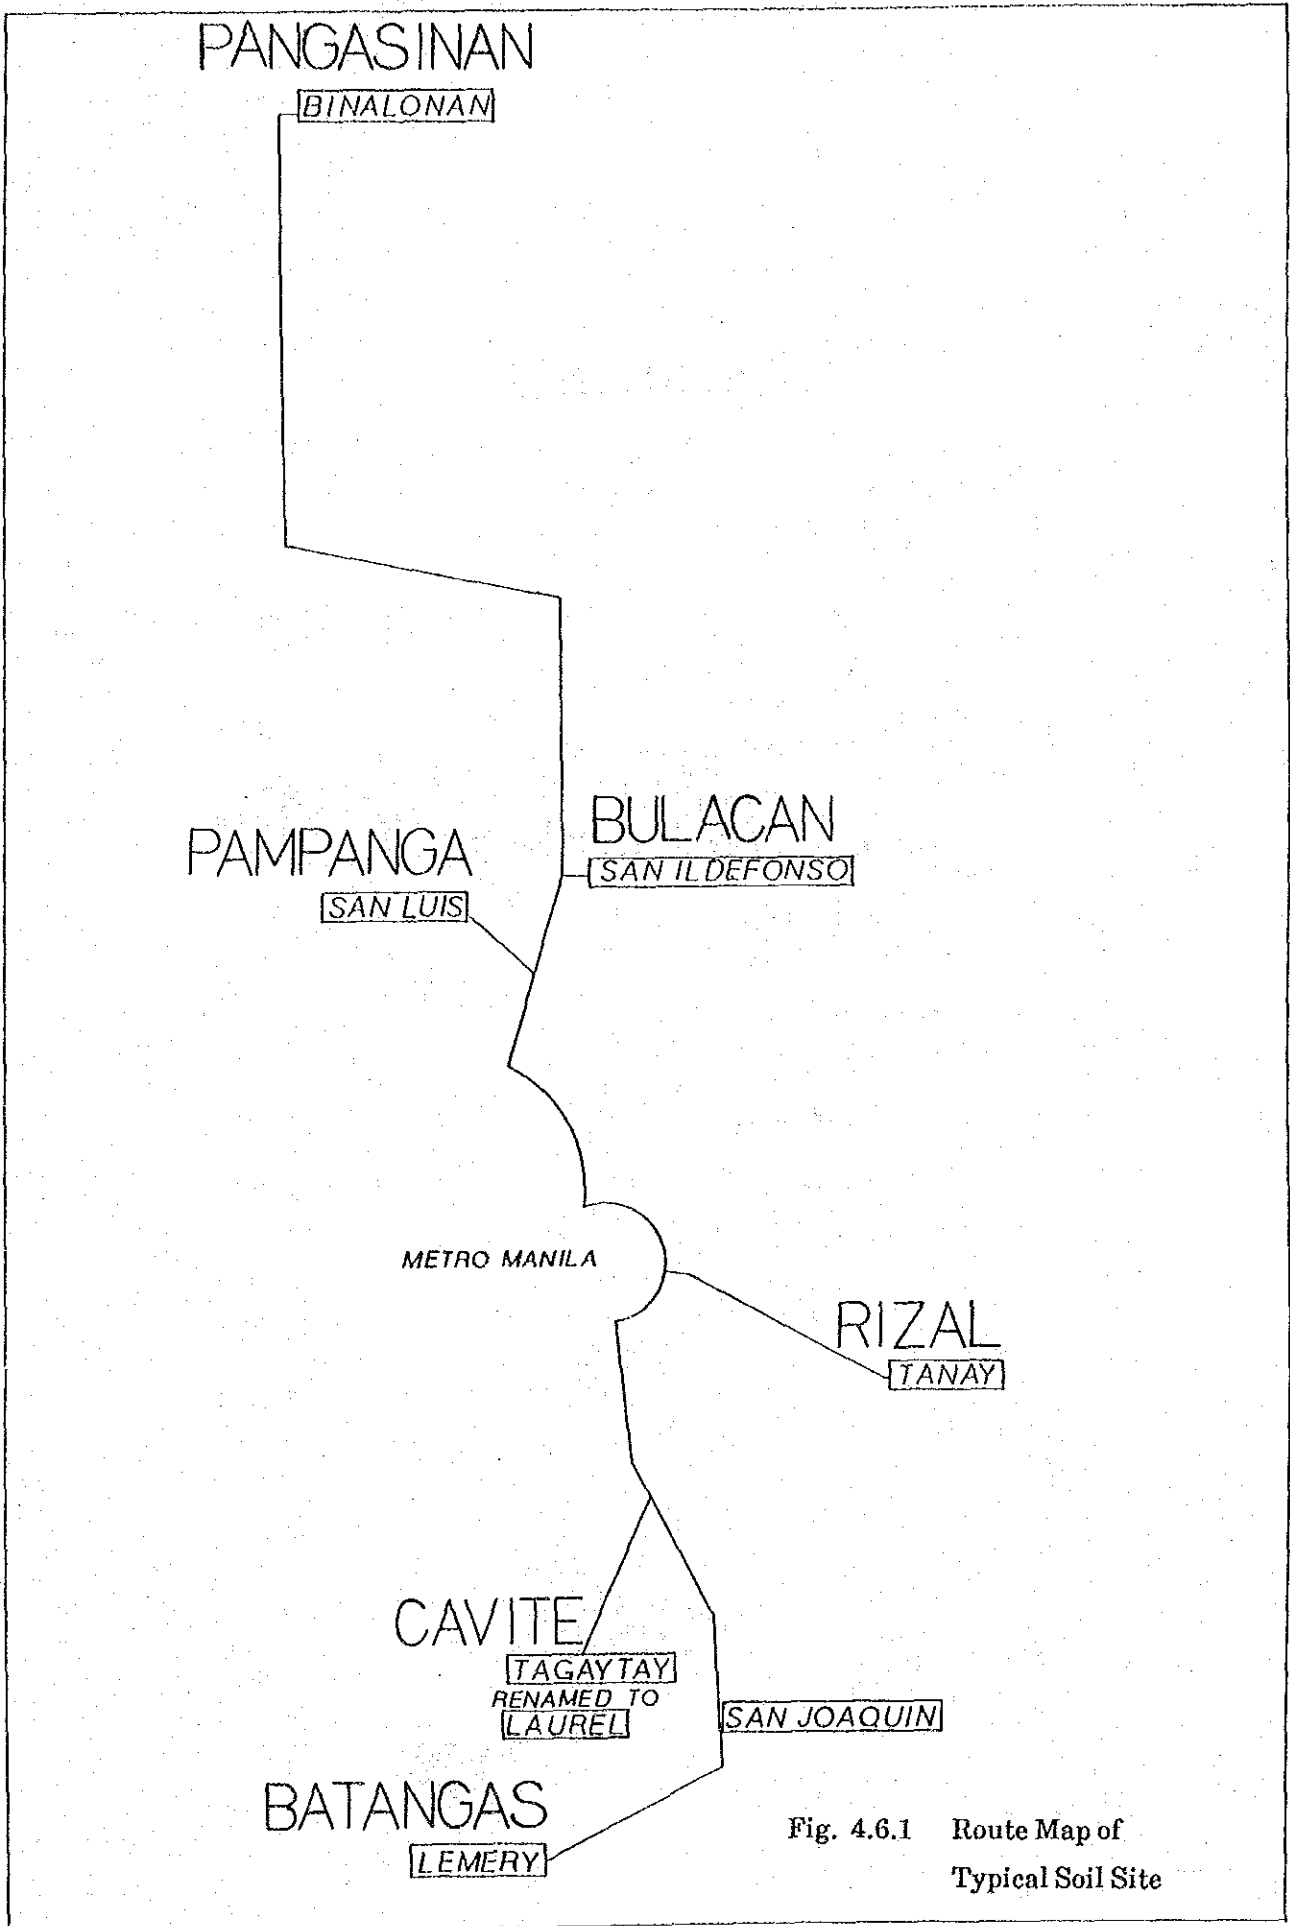 PANGASINAN
BINALONAN
BULACAN
SAN ILDEFONSO
PAMPANGA
SAN LUIS
METRO MANILA
RIZAL
TANAY
CAVITE
TAGAYTAY
RENAMED TO
LAUREL
SAN JOAQUIN
BATANGAS
LEMERY
Fig. 4.6.1 Route Map of
Typical Soil Site